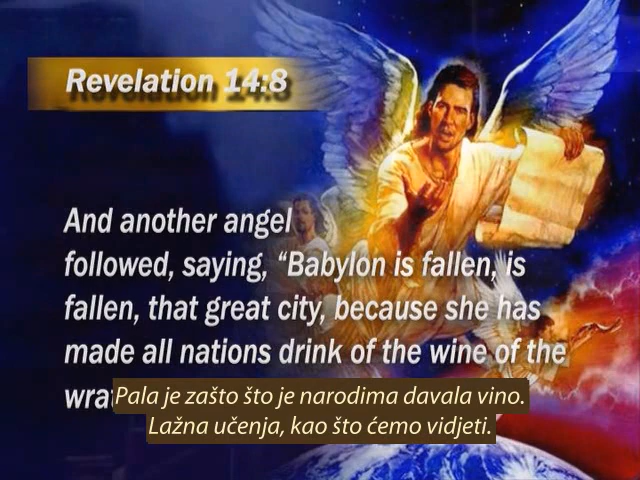 Revelation 14:8
And another angel
followed, saying, “Babylon is fallen, is
fallen, that great city, because she has
made all nations drink of the wine of the
Pala je zašto što je narodima davala vino.
Lažna učenja, kao što ćemo vidjeti.